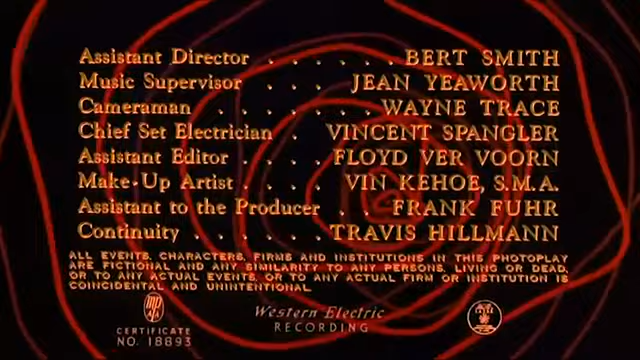 Assistant Director . . . . . . BERT SMITH
Music Supervisor . . . JEAN YEAWORTH
Cameraman . . . . . . . WAYNE TRACE
Chief Set Electrician . VINCENT SPANGLER
Assistant Editor . . . . FLOYD VER VOORN
Make-Up Artist . . . . VIN KEHOE, S.M.A.
Assistant to the Producer . . FRANK FUHR
Continuity . . . . . . TRAVIS HILLMANN
ALL EVENTS, CHARACTERS, FIRMS AND INSTITUTIONS IN THIS PHOTOPLAY
ARE FICTIONAL AND ANY SIMILARITY TO ANY PERSONS, LIVING OR DEAD,
OR TO ANY ACTUAL EVENTS, OR TO ANY ACTUAL FIRM OR INSTITUTION IS
COINCIDENTAL AND UNINTENTIONAL.
Western Electric
RECORDING
CERTIFICATE
NO. 18893